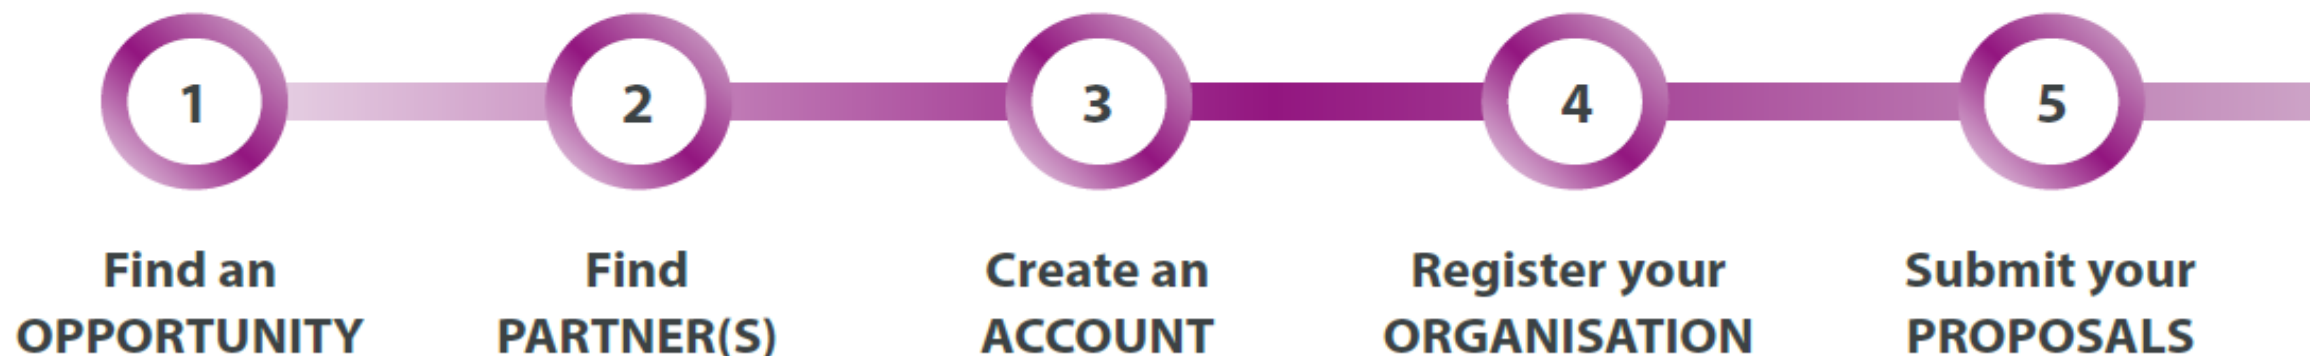 1
2
3
4
5
Find an
OPPORTUNITY
Find
PARTNER(S)
Create an
ACCOUNT
Register your
ORGANISATION
Submit your
PROPOSALS